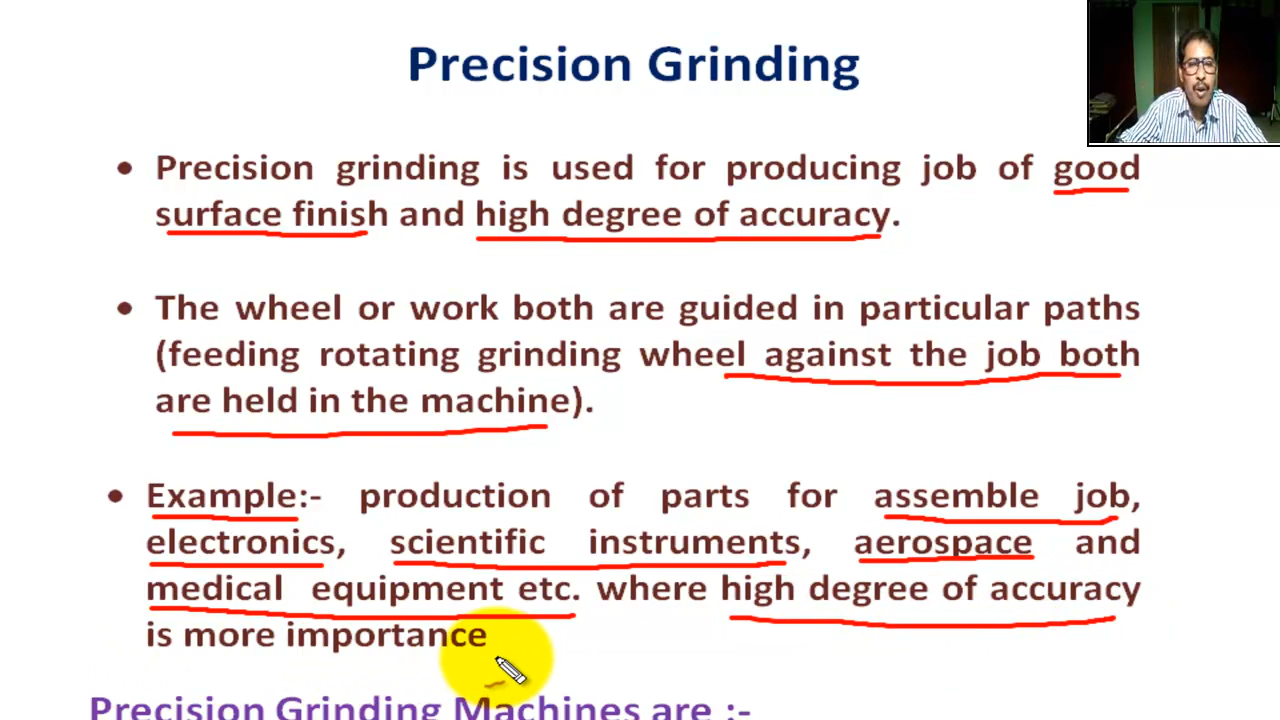 Precision Grinding
• Precision grinding is used for producing job of good
surface finish and high degree of accuracy.
• The wheel or work both are guided in particular paths
(feeding rotating grinding wheel against the job both
are held in the machine).
• Example:- production of parts for assemble job,
electronics, scientific instruments, aerospace and
medical equipment etc. where high degree of accuracy
is more importance
Precision Grinding Machines are :-